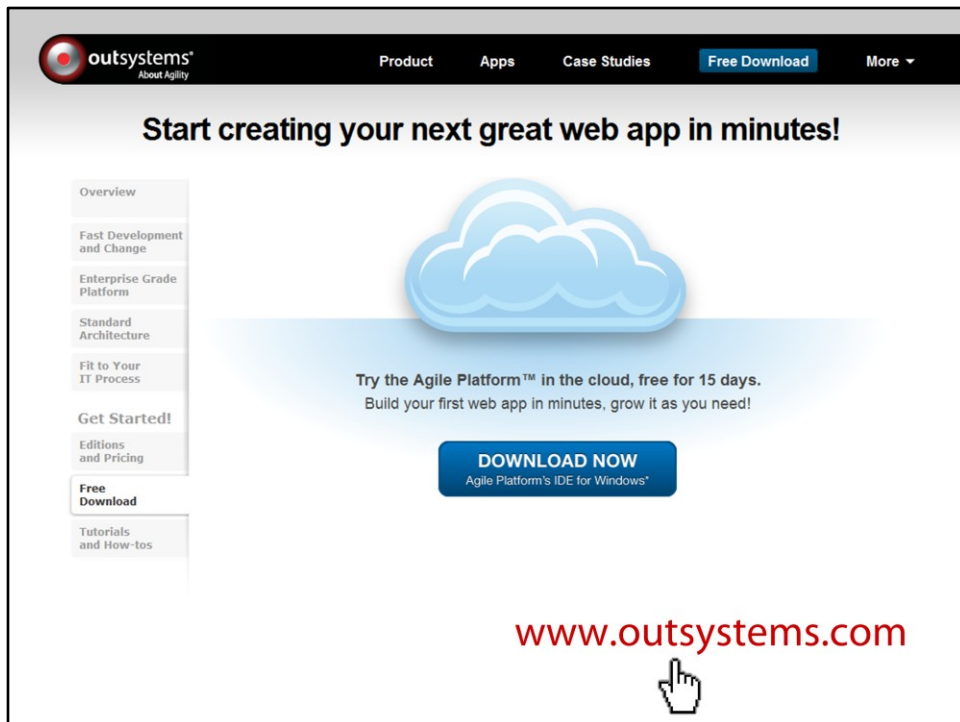 outsystems®
About Agility
Product Apps Case Studies Free Download More
Start creating your next great web app in minutes!
Overview
Fast Development
and Change
Enterprise Grade
Platform
Standard
Architecture
Fit to Your
IT Process
Get Started!
Editions
and Pricing
Free
Download
Tutorials
and How-tos
Try the Agile Platform™ in the cloud, free for 15 days.
Build your first web app in minutes, grow it as you need!
DOWNLOAD NOW
Agile Platform's IDE for Windows®
www.outsystems.com